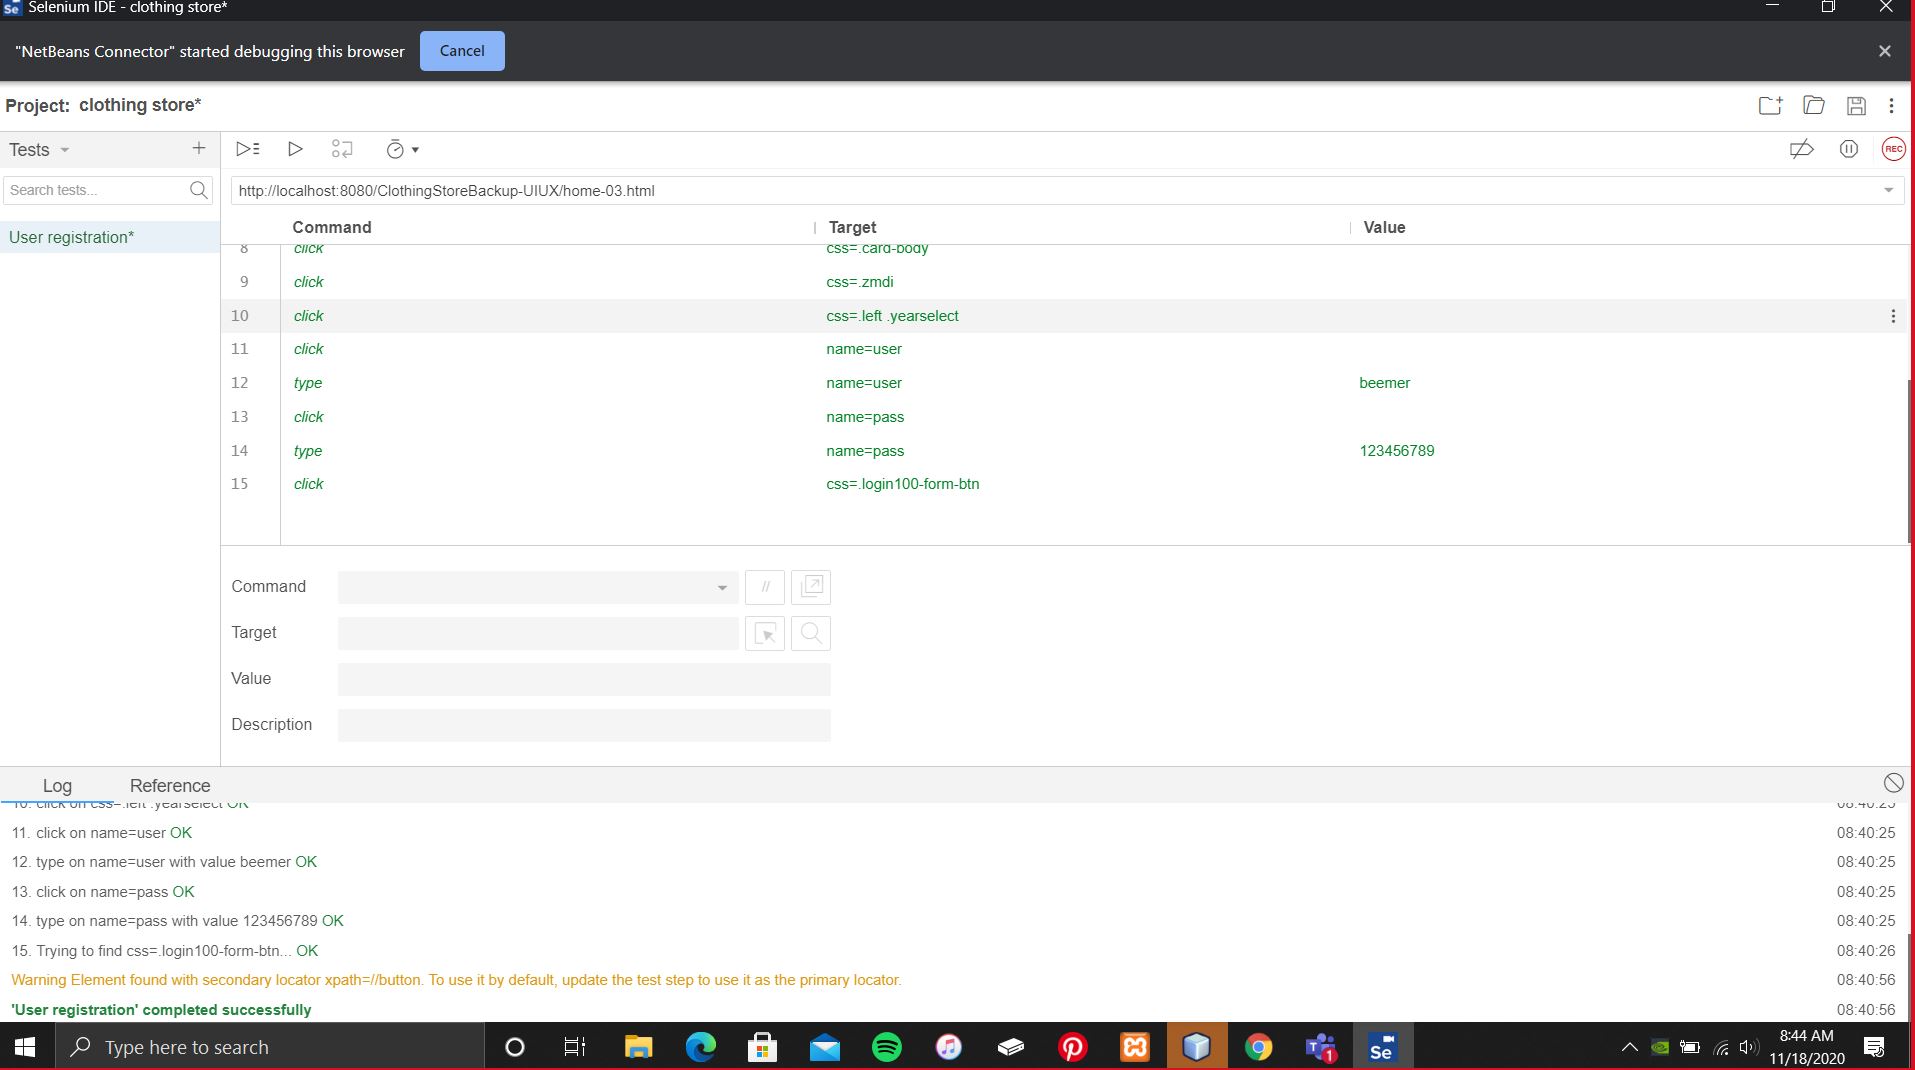 Se Selenium IDE - clothing store*
"NetBeans Connector" started debugging this browser Cancel
Project: clothing store*
Tests
REC
Search tests...
http://localhost:8080/ClothingStoreBackup-UIUX/home-03.html
User registration*
Command Target Value
8 click css=.card-body
9 click css=.zmdi
10 click css=.left .yearselect
11 click name=user
12 type name=user beemer
13 click name=pass
14 type name=pass 123456789
15 click css=.login100-form-btn
Command //
Target
Value
Description
Log Reference
10. click on css=.left .yearselect OK 08:40:25
11. click on name=user OK 08:40:25
12. type on name=user with value beemer OK 08:40:25
13. click on name=pass OK 08:40:25
14. type on name=pass with value 123456789 OK 08:40:25
15. Trying to find css=.login100-form-btn... OK 08:40:26
Warning Element found with secondary locator xpath=//button. To use it by default, update the test step to use it as the primary locator. 08:40:56
'User registration' completed successfully 08:40:56
Type here to search
T 1
Se
8:44 AM
11/18/2020